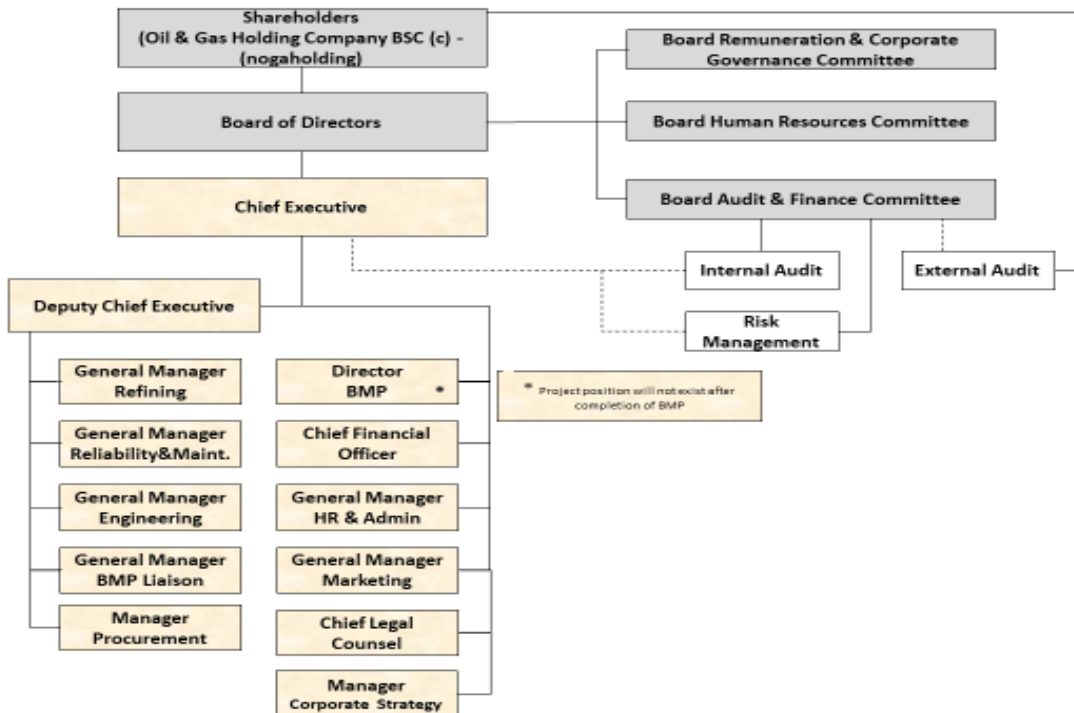 Shareholders
(Oil & Gas Holding Company BSC (c) -
(nogaholding)
Board Remuneration & Corporate
Governance Committee
Board of Directors
Board Human Resources Committee
Chief Executive
Board Audit & Finance Committee
Internal Audit
External Audit
Deputy Chief Executive
Risk
Management
General Manager
Refining
Director
BMP *
* Project position will not exist after
completion of BMP
General Manager
Reliability&Maint.
Chief Financial
Officer
General Manager
Engineering
General Manager
HR & Admin
General Manager
BMP Liaison
General Manager
Marketing
Manager
Procurement
Chief Legal
Counsel
Manager
Corporate Strategy